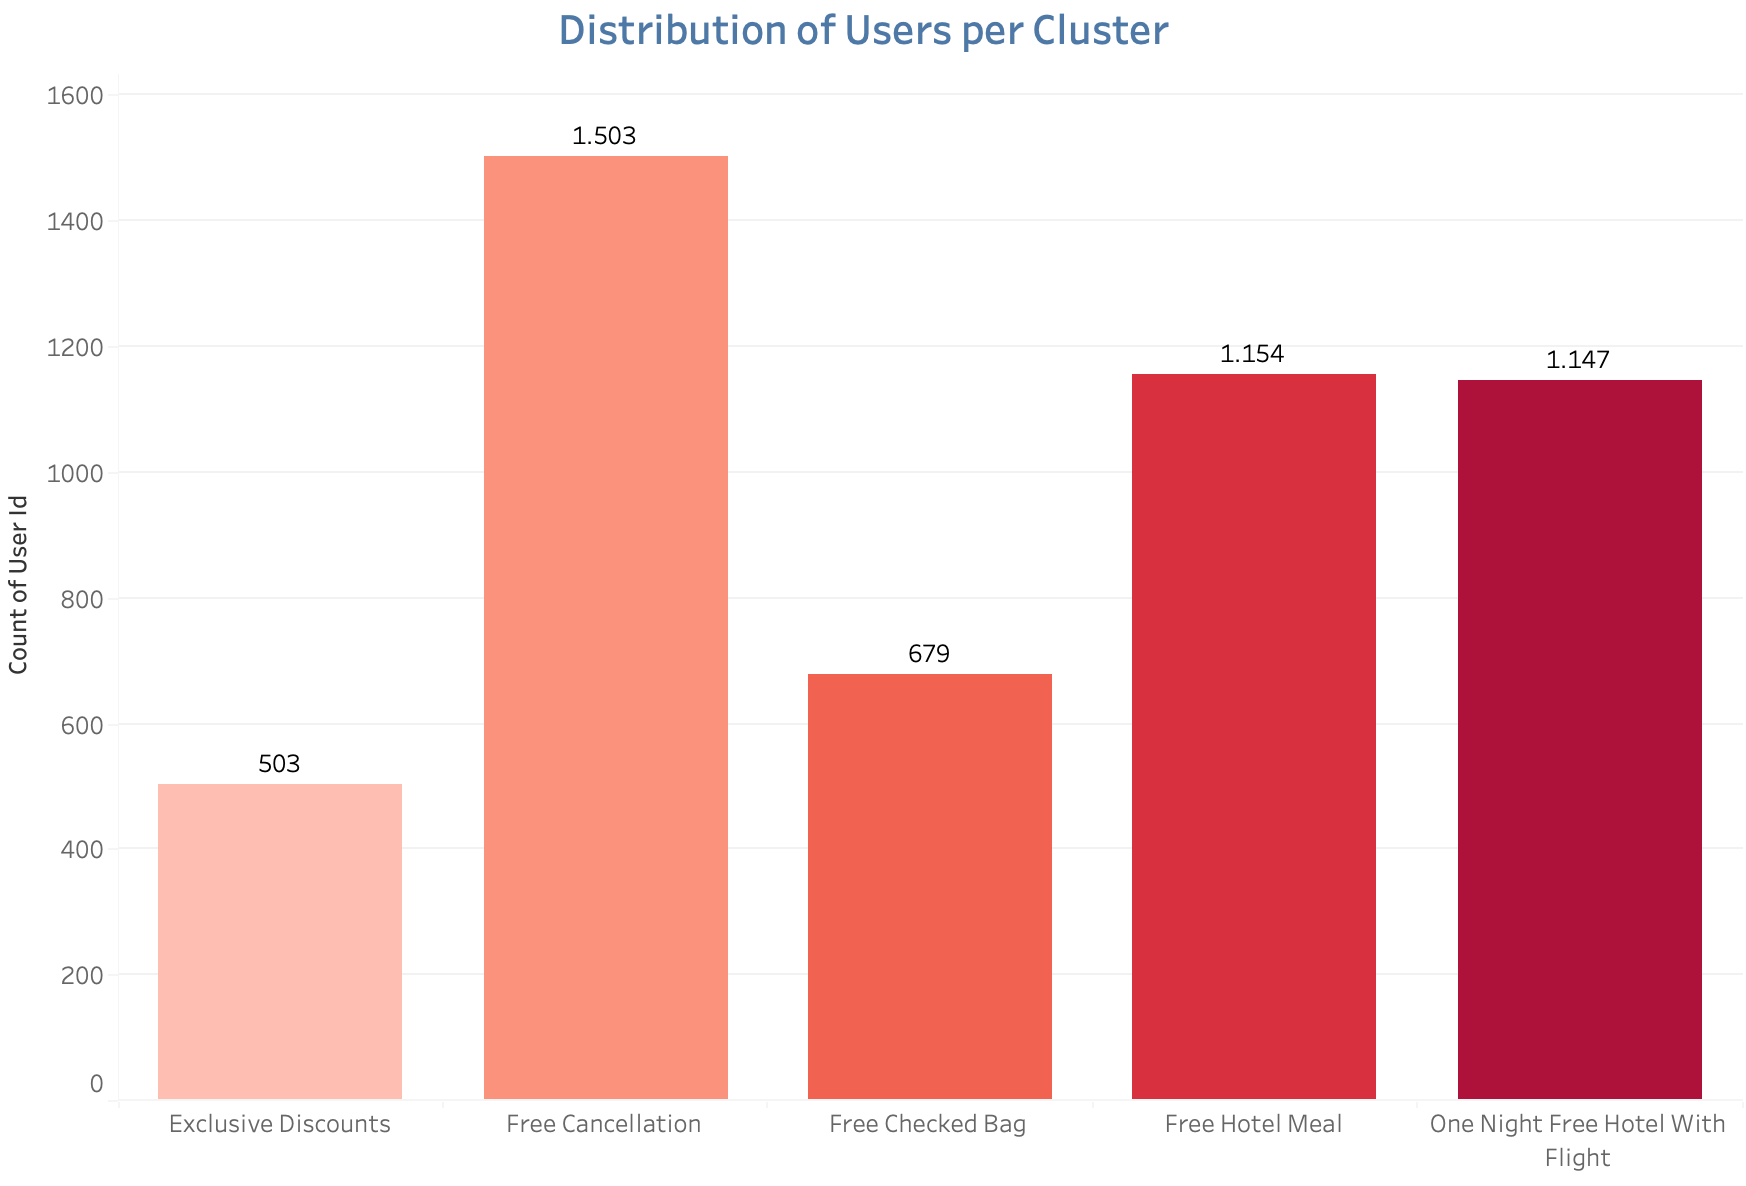 Distribution of Users per Cluster
1600
1400
1200
1000
800
600
400
200
0
Count of User Id
503
1.503
679
1.154
1.147
Exclusive Discounts
Free Cancellation
Free Checked Bag
Free Hotel Meal
One Night Free Hotel With
Flight